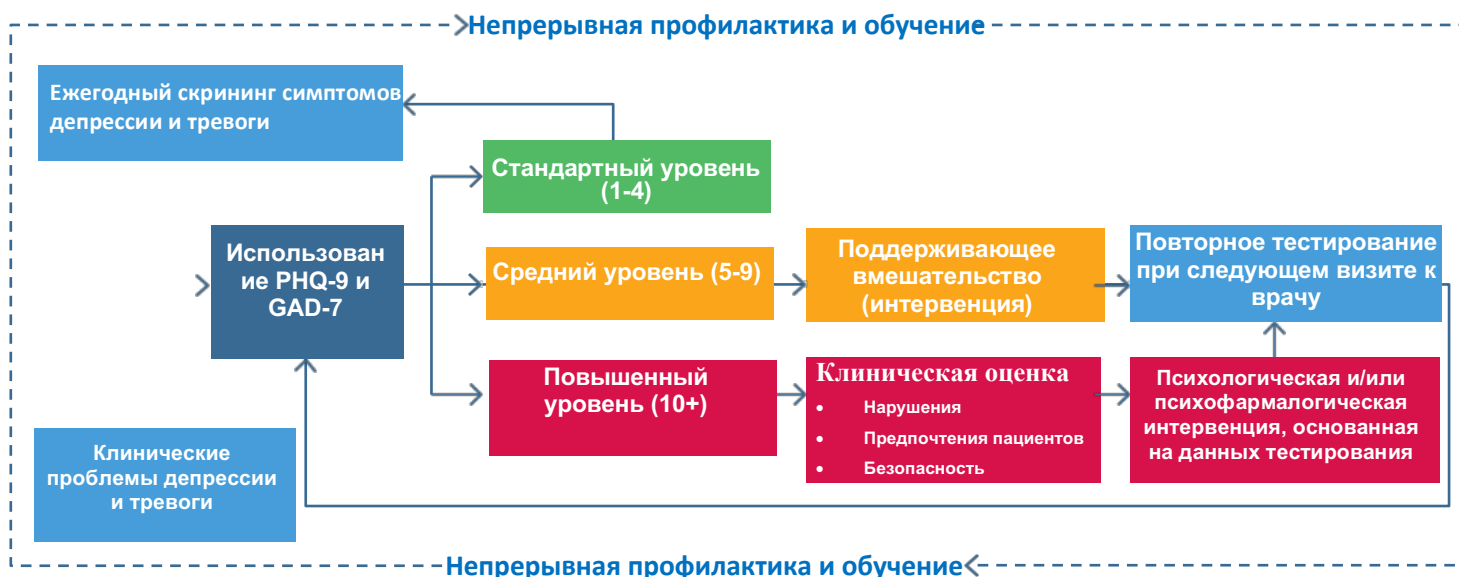 Непрерывная профилактика и обучение
Ежегодный скрининг симптомов
депрессии и тревоги
Стандартный уровень
(1-4)
Использован
ие PHQ-9 и
GAD-7
Средний уровень (5-9)
Поддерживающее
вмешательство
(интервенция)
Повторное тестирование
при следующем визите к
врачу
Повышенный
уровень (10+)
Клиническая оценка
• Нарушения
• Предпочтения пациентов
• Безопасность
Психологическая и/или
психофармалогическая
интервенция, основанная
на данных тестирования
Клинические
проблемы депрессии
и тревоги
Непрерывная профилактика и обучение